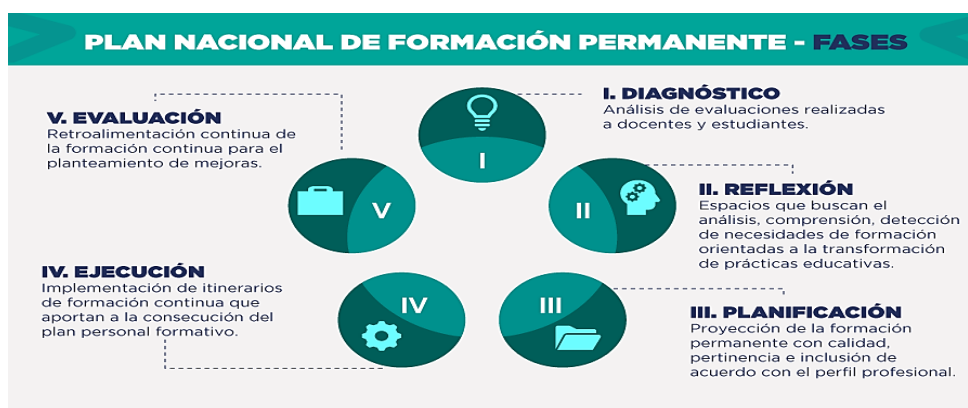 PLAN NACIONAL DE FORMACIÓN PERMANENTE - FASES
I. DIAGNÓSTICO
Análisis de evaluaciones realizadas
a docentes y estudiantes.
I
II. REFLEXIÓN
Espacios que buscan el
análisis, comprensión, detección
de necesidades de formación
orientadas a la transformación
de prácticas educativas.
II
III. PLANIFICACIÓN
Proyección de la formación
permanente con calidad,
pertinencia e inclusión de
acuerdo con el perfil profesional.
III
IV. EJECUCIÓN
Implementación de itinerarios
de formación continua que
aportan a la consecución del
plan personal formativo.
IV
V. EVALUACIÓN
Retroalimentación continua de
la formación continua para el
planteamiento de mejoras.
V